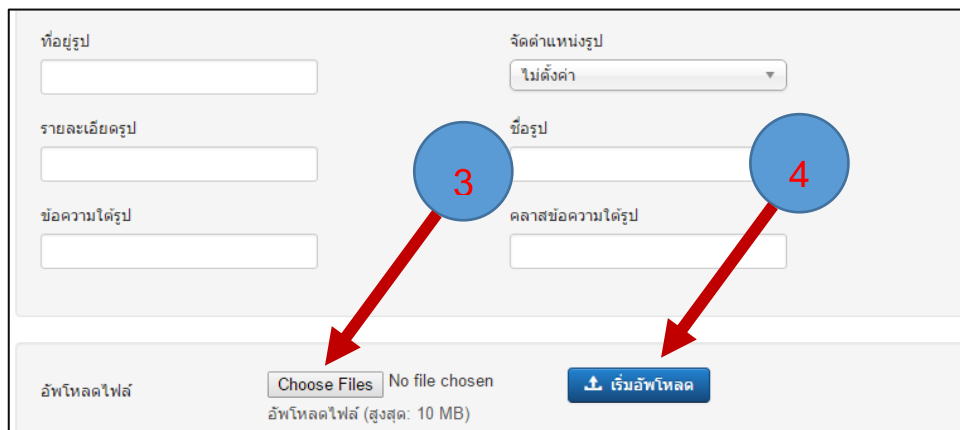 ที่อยู่รูป
จัดตำแหน่งรูป
ไม่ตั้งค่า
รายละเอียดรูป
ชื่อรูป
3
4
ข้อความใต้รูป
คลาสข้อความใต้รูป
อัพโหลดไฟล์
Choose Files No file chosen
เริ่มอัพโหลด
อัพโหลดไฟล์ (สูงสุด: 10 MB)